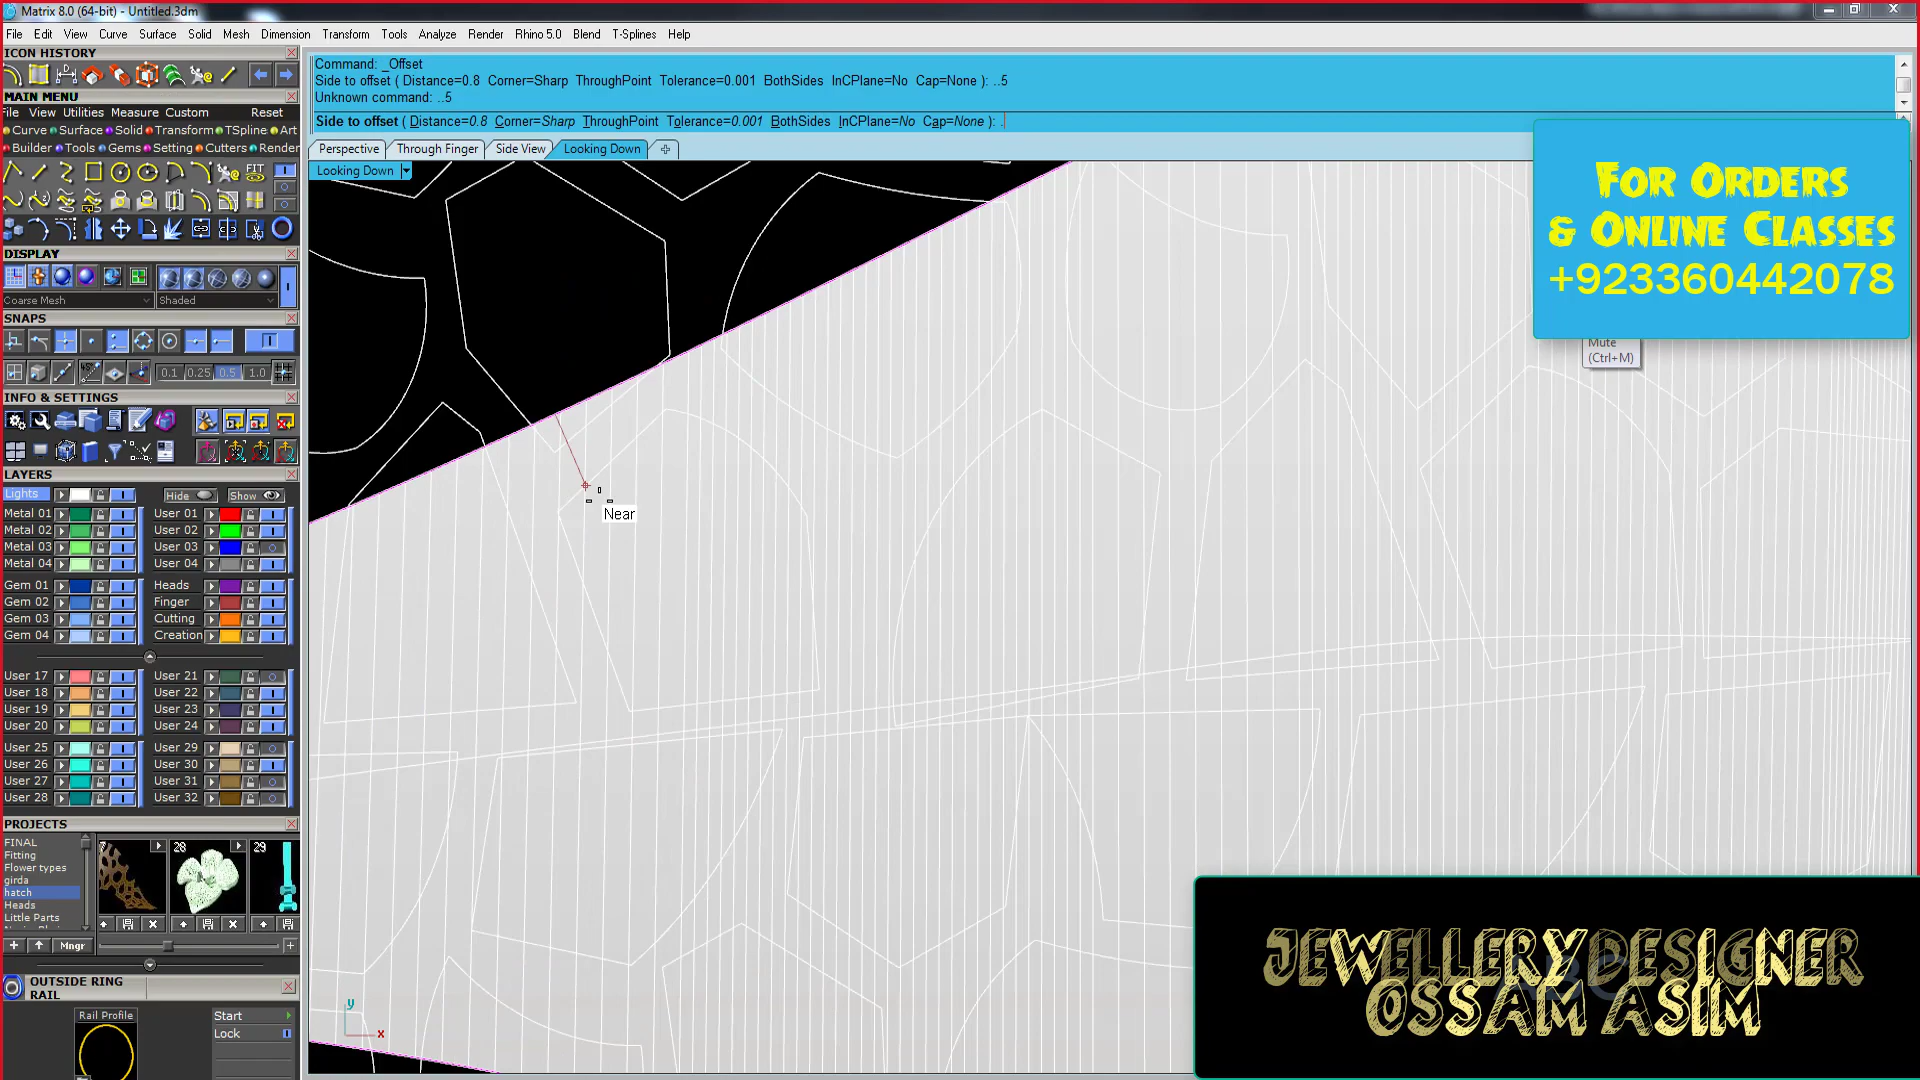 Matrix 8.0 (64-bit) - Untitled.3dm
File Edit View Curve Surface Solid Mesh Dimension Transform Tools Analyze Render Rhino 5.0 Blend T-Splines Help
ICON HISTORY
MAIN MENU
File View Utilities Measure Custom Reset
Curve Surface Solid Transform TSpline Art
Builder Tools Gems Setting Cutters Render
FIT
DISPLAY
Coarse Mesh Shaded
SNAPS
0.1 0.25 0.5 1.0
INFO & SETTINGS
LAYERS
Lights Hide Show
Metal 01 User 01
Metal 02 User 02
Metal 03 User 03
Metal 04 User 04
Gem 01 Heads
Gem 02 Finger
Gem 03 Cutting
Gem 04 Creation
User 17 User 21
User 18 User 22
User 19 User 23
User 20 User 24
User 25 User 29
User 26 User 30
User 27 User 31
User 28 User 32
PROJECTS
FINAL
Fitting
Flower types
girda
hatch
Heads
Little Parts
28 29
Mngr
OUTSIDE RING
RAIL
Rail Profile
Start
Lock
Command: _Offset
Side to offset ( Distance=0.8 Corner=Sharp ThroughPoint Tolerance=0.001 BothSides InCPlane=No Cap=None ): ..5
Unknown command: ..5
Side to offset ( Distance=0.8 Corner=Sharp ThroughPoint Tolerance=0.001 BothSides InCPlane=No Cap=None ): .
Perspective Through Finger Side View Looking Down
Looking Down
Near
y
x
For Orders
& Online Classes
+923360442078
Mute
(Ctrl+M)
JEWELLERY DESIGNER
OSSAM ASIM